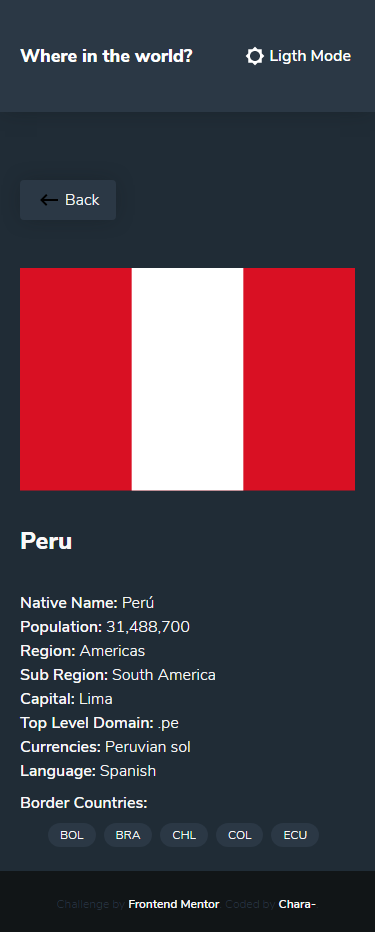 Where in the world? Ligth Mode
Back
Peru
Native Name: Perú
Population: 31,488,700
Region: Americas
Sub Region: South America
Capital: Lima
Top Level Domain: .pe
Currencies: Peruvian sol
Language: Spanish
Border Countries:
BOL BRA CHL COL ECU
Challenge by Frontend Mentor. Coded by Chara-